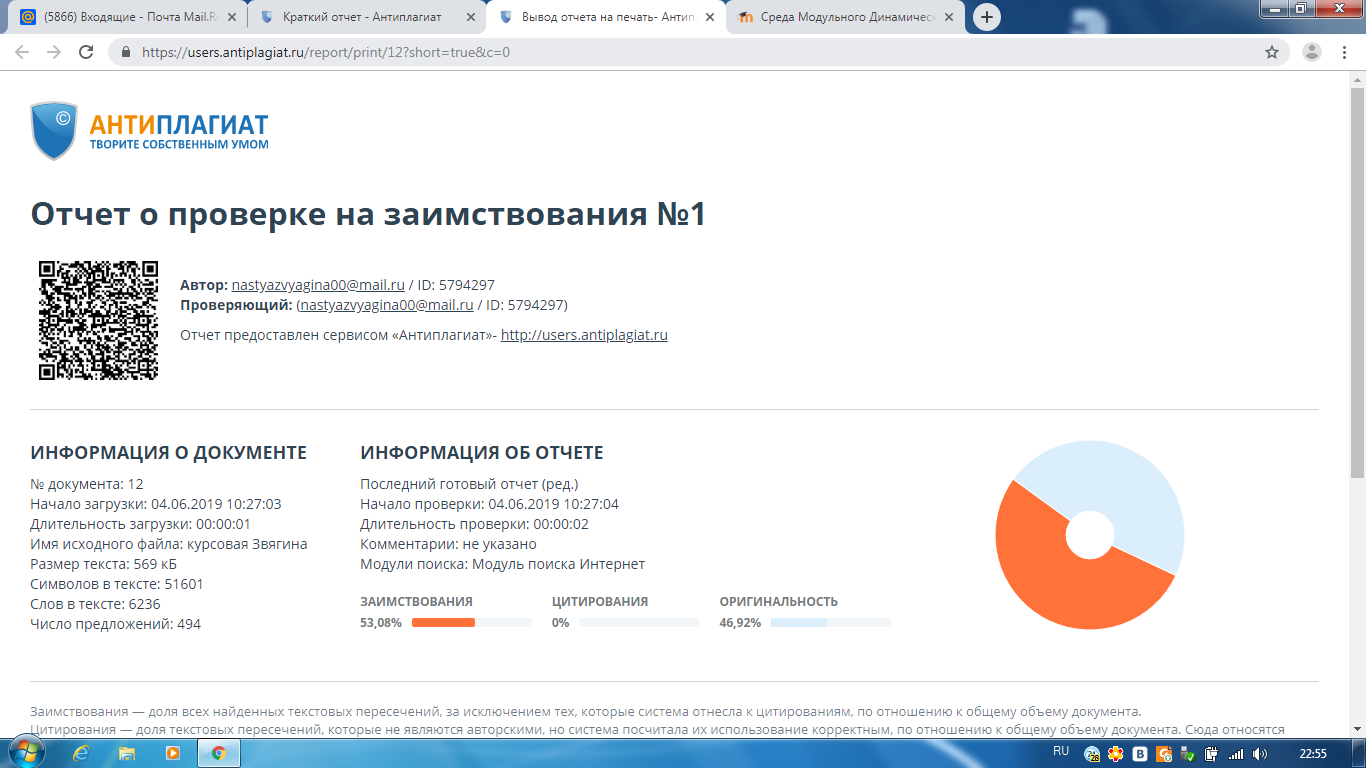 (5866) Входящие - Почта Mail.R
Краткий отчет - Антиплагиат
Вывод отчета на печать- Антип
Среда Модульного Динамичес
https://users.antiplagiat.ru/report/print/12?short=true&c=0
©
АНТИПЛАГИАТ
ТВОРИТЕ СОБСТВЕННЫМ УМОМ
Отчет о проверке на заимствования №1
Автор: nastyazvyagina00@mail.ru / ID: 5794297
Проверяющий: (nastyazvyagina00@mail.ru / ID: 5794297)
Отчет предоставлен сервисом «Антиплагиат»- http://users.antiplagiat.ru
ИНФОРМАЦИЯ О ДОКУМЕНТЕ
№ документа: 12
Начало загрузки: 04.06.2019 10:27:03
Длительность загрузки: 00:00:01
Имя исходного файла: курсовая Звягина
Размер текста: 569 кБ
Символов в тексте: 51601
Слов в тексте: 6236
Число предложений: 494
ИНФОРМАЦИЯ ОБ ОТЧЕТЕ
Последний готовый отчет (ред.)
Начало проверки: 04.06.2019 10:27:04
Длительность проверки: 00:00:02
Комментарии: не указано
Модули поиска: Модуль поиска Интернет
ЗАИМСТВОВАНИЯ
53,08%
ЦИТИРОВАНИЯ
0%
ОРИГИНАЛЬНОСТЬ
46,92%
Заимствования — доля всех найденных текстовых пересечений, за исключением тех, которые система отнесла к цитированиям, по отношению к общему объему документа.
Цитирования — доля текстовых пересечений, которые не являются авторскими, но система посчитала их использование корректным, по отношению к общему объему документа. Сюда относятся
RU
22:55